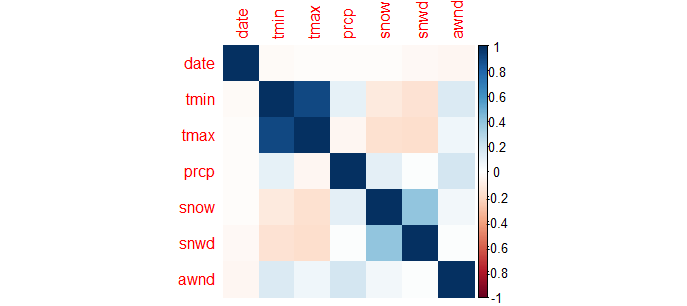 date tmin tmax prcp snow snwd awnd
date
tmin
tmax
prcp
snow
snwd
awnd
1
0.8
0.6
0.4
0.2
0
-0.2
-0.4
-0.6
-0.8
-1